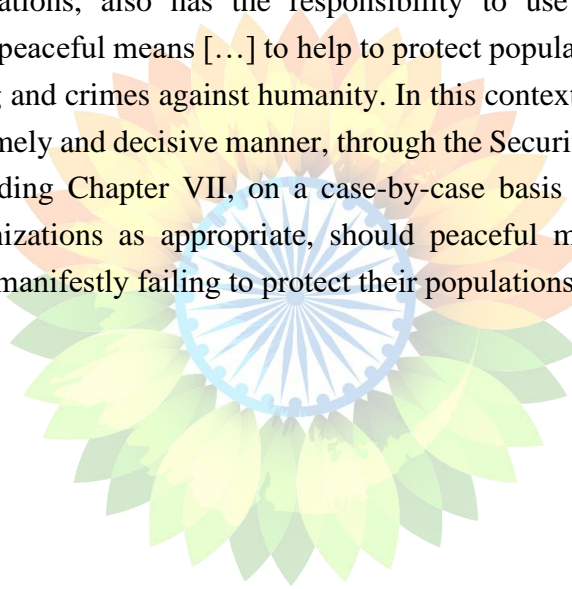 ations, also has the responsibility to use
peaceful means […] to help to protect popula
g and crimes against humanity. In this context
mely and decisive manner, through the Securi
ding Chapter VII, on a case-by-case basis
nizations as appropriate, should peaceful m
manifestly failing to protect their populations